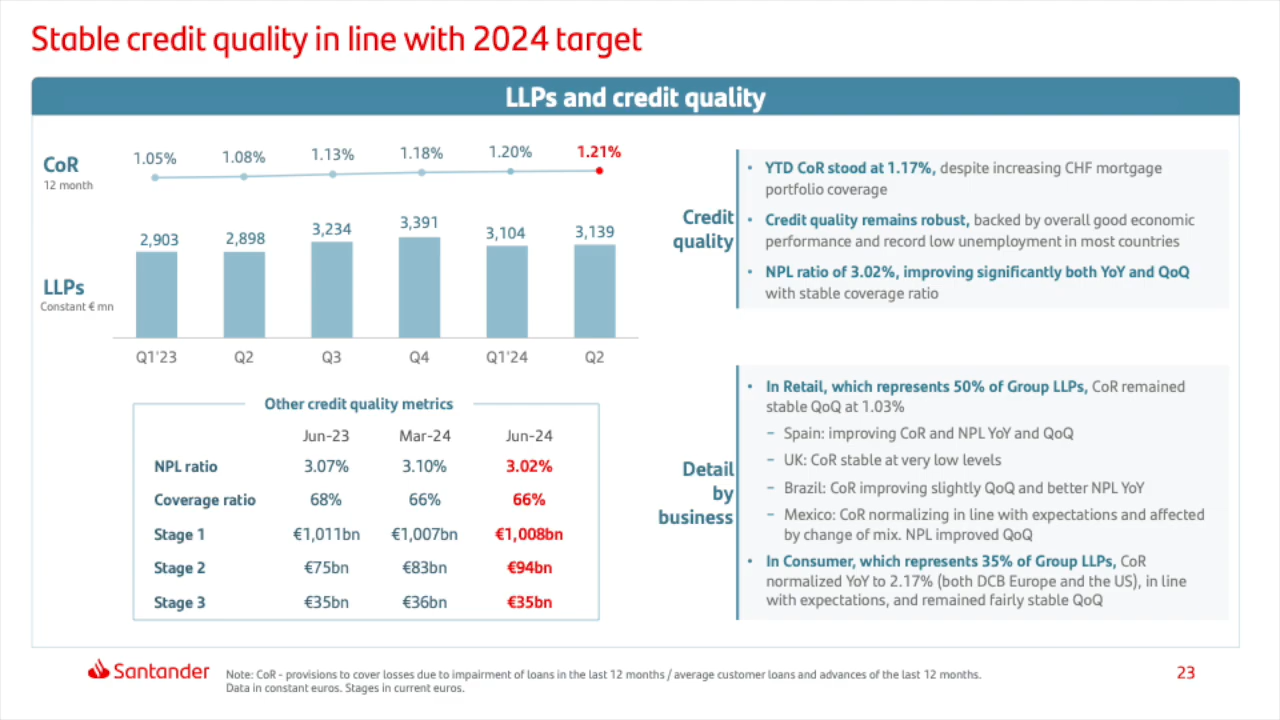 Stable credit quality in line with 2024 target
LLPs and credit quality
CoR
12 month
1.05% 1.08% 1.13% 1.18% 1.20% 1.21%
LLPs
Constant € mn
2,903 2,898 3,234 3,391 3,104 3,139
Q1'23 Q2 Q3 Q4 Q1'24 Q2
Other credit quality metrics
Jun-23 Mar-24 Jun-24
NPL ratio 3.07% 3.10% 3.02%
Coverage ratio 68% 66% 66%
Stage 1 €1,011bn €1,007bn €1,008bn
Stage 2 €75bn €83bn €94bn
Stage 3 €35bn €36bn €35bn
Credit
quality
• YTD CoR stood at 1.17%, despite increasing CHF mortgage
portfolio coverage
• Credit quality remains robust, backed by overall good economic
performance and record low unemployment in most countries
• NPL ratio of 3.02%, improving significantly both YoY and QoQ
with stable coverage ratio
Detail
by
business
• In Retail, which represents 50% of Group LLPs, CoR remained
stable QoQ at 1.03%
– Spain: improving CoR and NPL YoY and QoQ
– UK: CoR stable at very low levels
– Brazil: CoR improving slightly QoQ and better NPL YoY
– Mexico: CoR normalizing in line with expectations and affected
by change of mix. NPL improved QoQ
• In Consumer, which represents 35% of Group LLPs, CoR
normalized YoY to 2.17% (both DCB Europe and the US), in line
with expectations, and remained fairly stable QoQ
Santander
Note: CoR - provisions to cover losses due to impairment of loans in the last 12 months / average customer loans and advances of the last 12 months.
Data in constant euros. Stages in current euros.
23